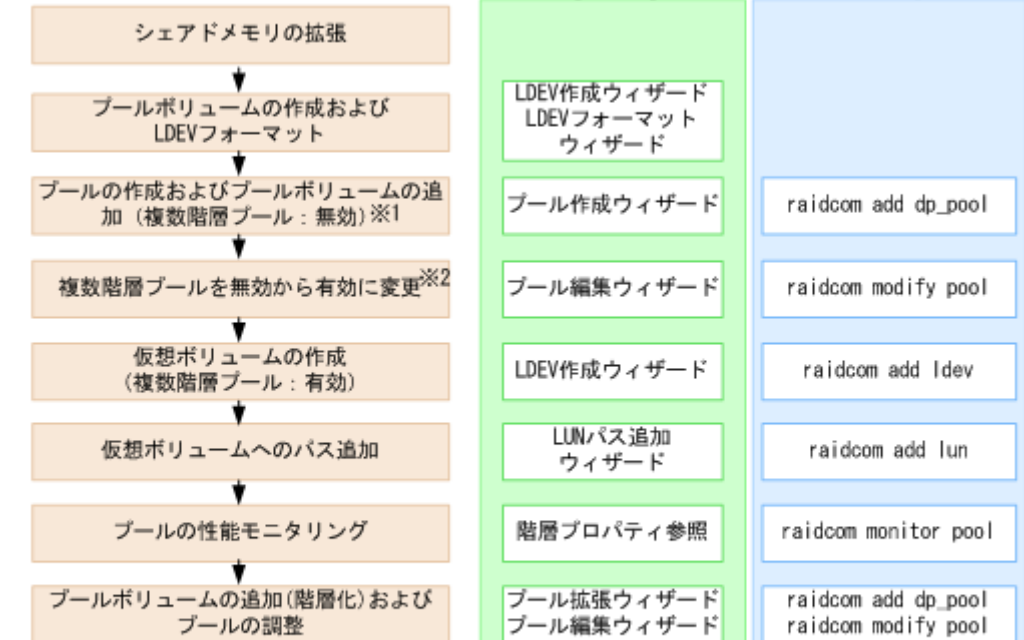 シェアドメモリの拡張
プールボリュームの作成および
LDEVフォーマット
LDEV作成ウィザード
LDEVフォーマット
ウィザード
プールの作成およびプールボリュームの追
加（複数階層プール：無効）※1
プール作成ウィザード
raidcom add dp_pool
複数階層プールを無効から有効に変更※2
プール編集ウィザード
raidcom modify pool
仮想ボリュームの作成
（複数階層プール：有効）
LDEV作成ウィザード
raidcom add ldev
仮想ボリュームへのパス追加
LUNパス追加
ウィザード
raidcom add lun
プールの性能モニタリング
階層プロパティ参照
raidcom monitor pool
プールボリュームの追加(階層化)および
プールの調整
プール拡張ウィザード
プール編集ウィザード
raidcom add dp_pool
raidcom modify pool